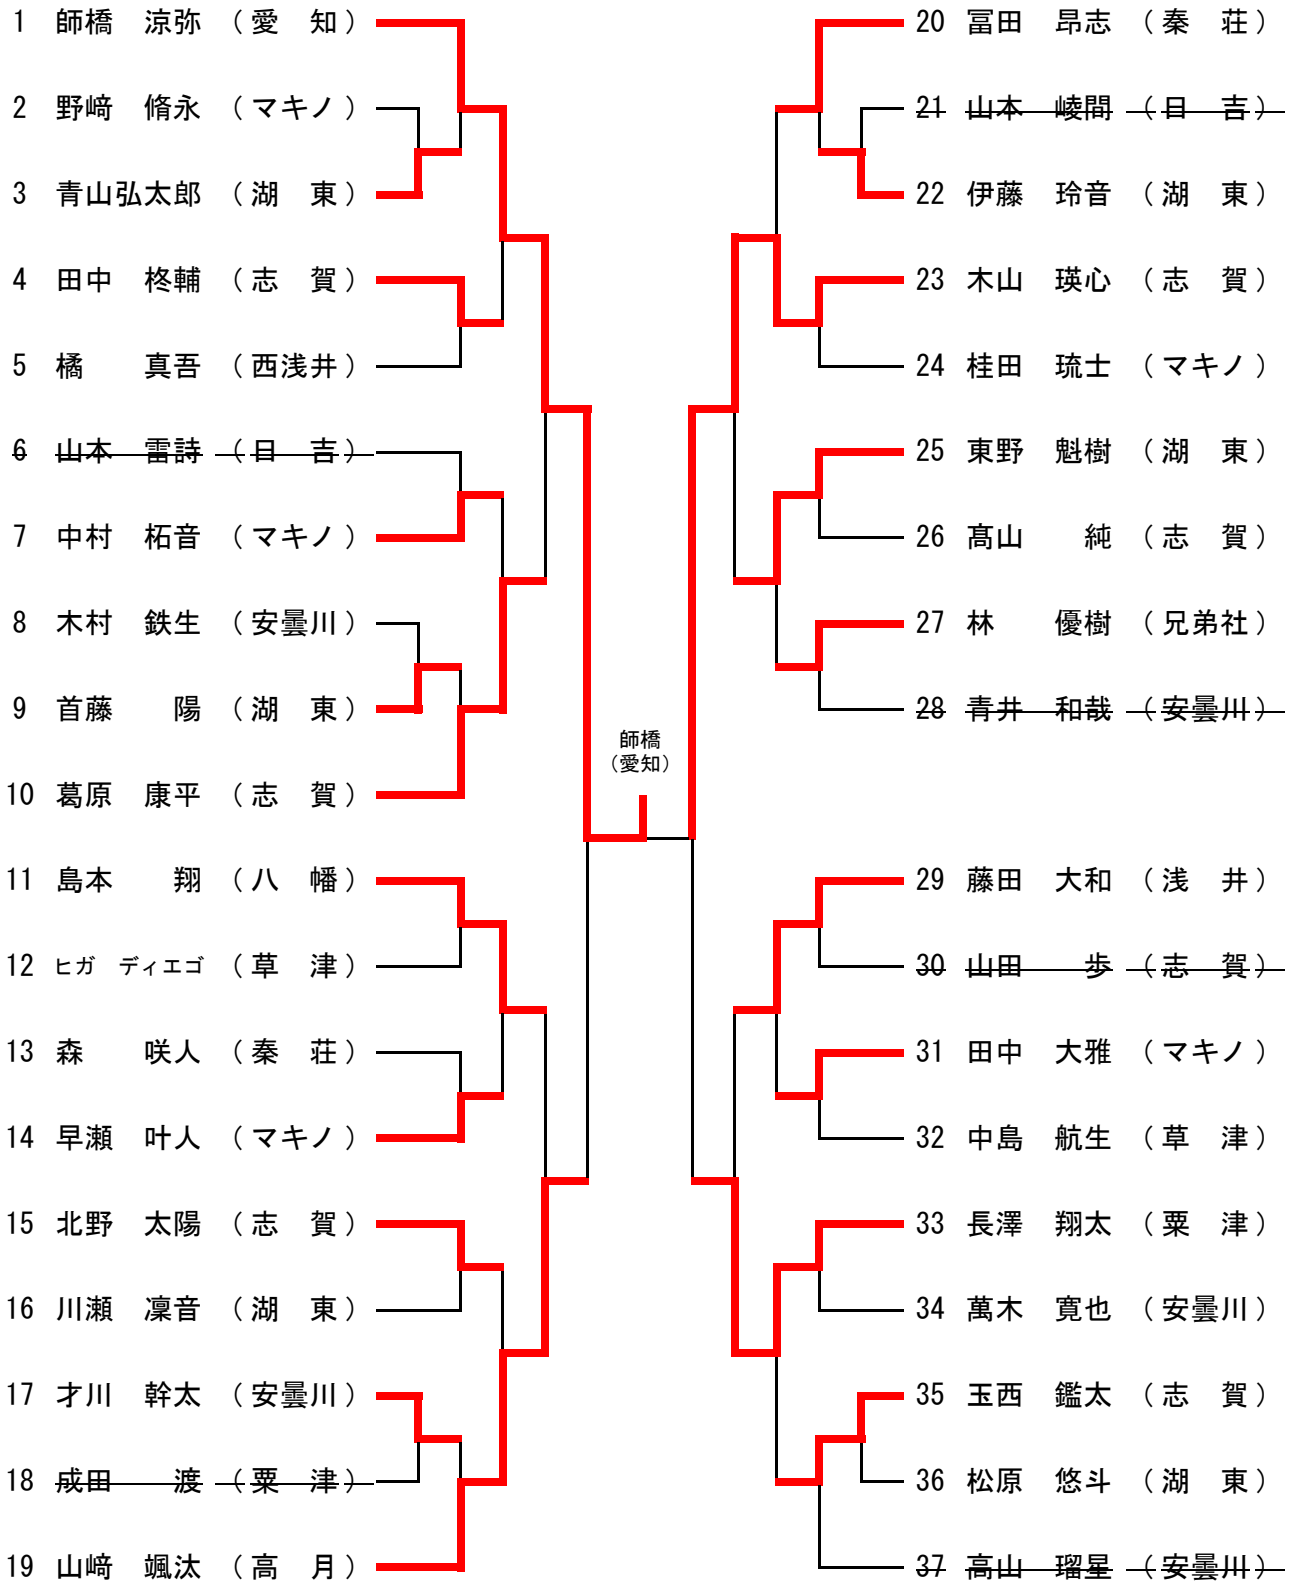 1 師橋 涼弥 （愛 知）
2 野﨑 脩永 （マキノ）
3 青山弘太郎 （湖 東）
4 田中 柊輔 （志 賀）
5 橘 真吾 （西浅井）
6 山本 雷詩 （日 吉）
7 中村 柘音 （マキノ）
8 木村 鉄生 （安曇川）
9 首藤 陽 （湖 東）
10 葛原 康平 （志 賀）
11 島本 翔 （八 幡）
12 ヒガ ディエゴ （草 津）
13 森 咲人 （秦 荘）
14 早瀬 叶人 （マキノ）
15 北野 太陽 （志 賀）
16 川瀬 凜音 （湖 東）
17 才川 幹太 （安曇川）
18 成田 渡 （粟 津）
19 山﨑 颯汰 （高 月）
師橋
（愛知）
20 冨田 昂志 （秦 荘）
21 山本 崚間 （日 吉）
22 伊藤 玲音 （湖 東）
23 木山 瑛心 （志 賀）
24 桂田 琉士 （マキノ）
25 東野 魁樹 （湖 東）
26 髙山 純 （志 賀）
27 林 優樹 （兄弟社）
28 青井 和哉 （安曇川）
29 藤田 大和 （浅 井）
30 山田 歩 （志 賀）
31 田中 大雅 （マキノ）
32 中島 航生 （草 津）
33 長澤 翔太 （粟 津）
34 萬木 寛也 （安曇川）
35 玉西 鑑太 （志 賀）
36 松原 悠斗 （湖 東）
37 高山 瑠星 （安曇川）